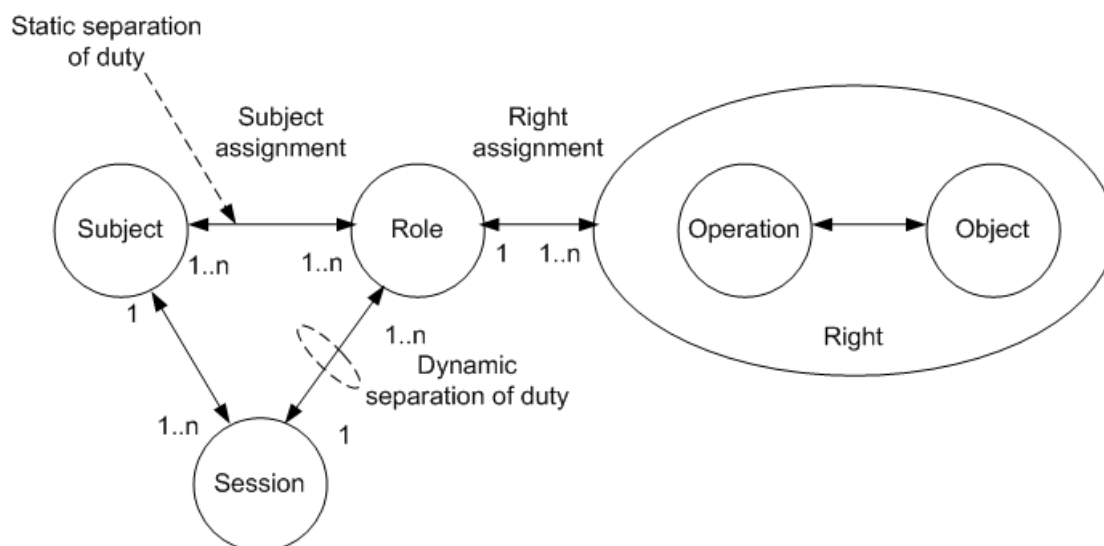 Static separation
of duty
Subject
assignment
Right
assignment
Subject
Role
Operation
Object
1..n
1..n
1
1..n
1
1..n
Right
Dynamic
separation of duty
1..n
1
Session